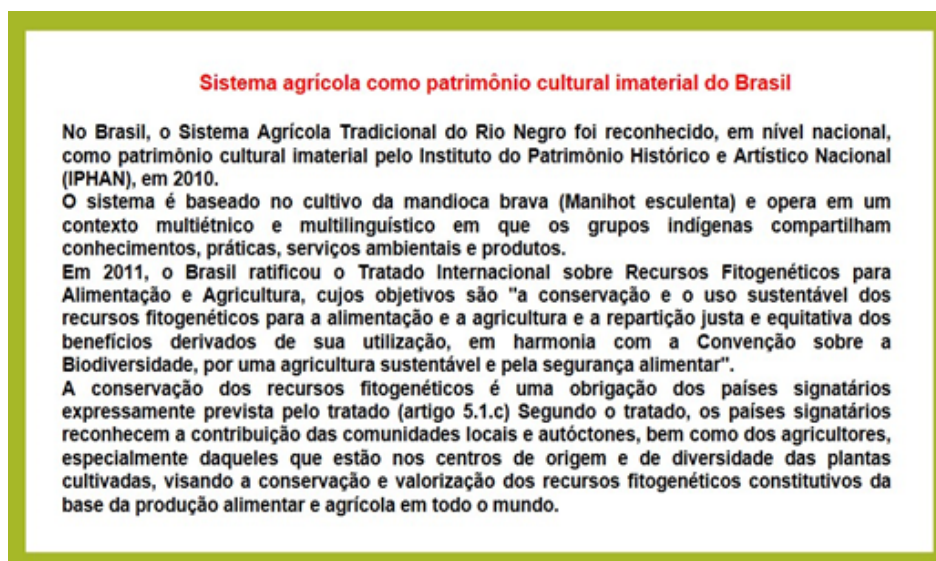 Sistema agrícola como patrimônio cultural imaterial do Brasil
No Brasil, o Sistema Agrícola Tradicional do Rio Negro foi reconhecido, em nível nacional,
como patrimônio cultural imaterial pelo Instituto do Patrimônio Histórico e Artístico Nacional
(IPHAN), em 2010.
O sistema é baseado no cultivo da mandioca brava (Manihot esculenta) e opera em um
contexto multiétnico e multilinguístico em que os grupos indígenas compartilham
conhecimentos, práticas, serviços ambientais e produtos.
Em 2011, o Brasil ratificou o Tratado Internacional sobre Recursos Fitogenéticos para
Alimentação e Agricultura, cujos objetivos são "a conservação e o uso sustentável dos
recursos fitogenéticos para a alimentação e a agricultura e a repartição justa e equitativa dos
benefícios derivados de sua utilização, em harmonia com a Convenção sobre a
Biodiversidade, por uma agricultura sustentável e pela segurança alimentar".
A conservação dos recursos fitogenéticos é uma obrigação dos países signatários
expressamente prevista pelo tratado (artigo 5.1.c) Segundo o tratado, os países signatários
reconhecem a contribuição das comunidades locais e autóctones, bem como dos agricultores,
especialmente daqueles que estão nos centros de origem e de diversidade das plantas
cultivadas, visando a conservação e valorização dos recursos fitogenéticos constitutivos da
base da produção alimentar e agrícola em todo o mundo.